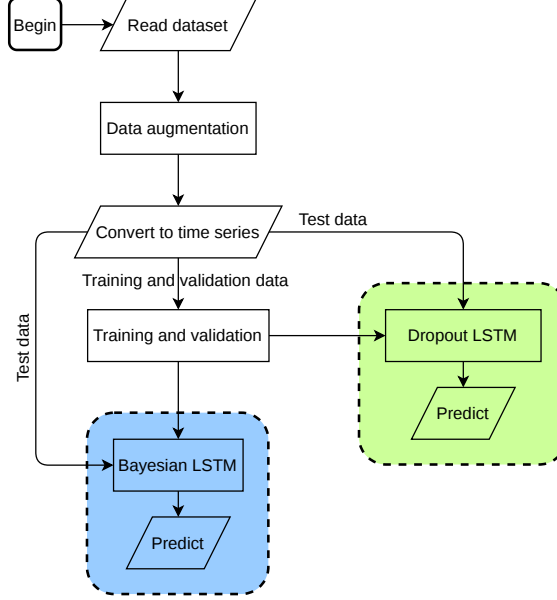 Begin
Read dataset
Data augmentation
Convert to time series
Test data
Training and validation data
Test data
Training and validation
Dropout LSTM
Predict
Bayesian LSTM
Predict